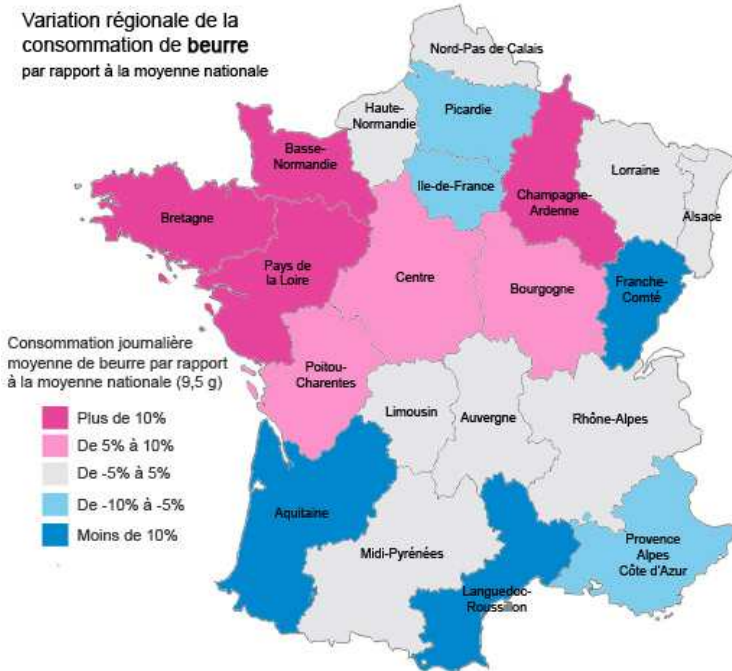 Variation régionale de la
consommation de beurre
par rapport à la moyenne nationale
Nord-Pas de Calais
Haute-
Normandie
Picardie
Basse-
Normandie
Ile-de-France
Champagne-
Ardenne
Lorraine
Alsace
Bretagne
Pays de
la Loire
Centre
Bourgogne
Franche-
Comté
Consommation journalière
moyenne de beurre par rapport
à la moyenne nationale (9,5 g)
Plus de 10%
De 5% à 10%
De -5% à 5%
De -10% à -5%
Moins de 10%
Poitou-
Charentes
Limousin
Auvergne
Rhône-Alpes
Aquitaine
Midi-Pyrénées
Languedoc-
Roussillon
Provence
Alpes
Côte d'Azur